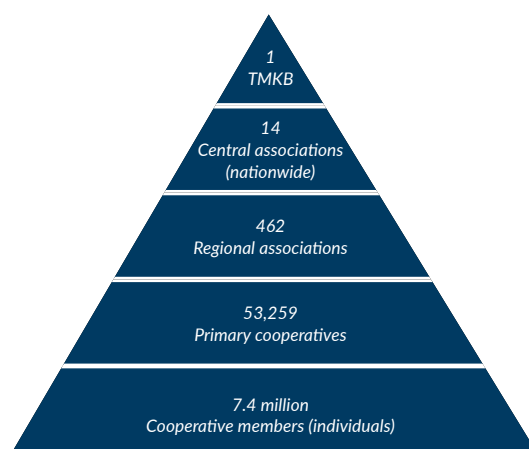 1
TMKB
14
Central associations
(nationwide)
462
Regional associations
53,259
Primary cooperatives
7.4 million
Cooperative members (individuals)